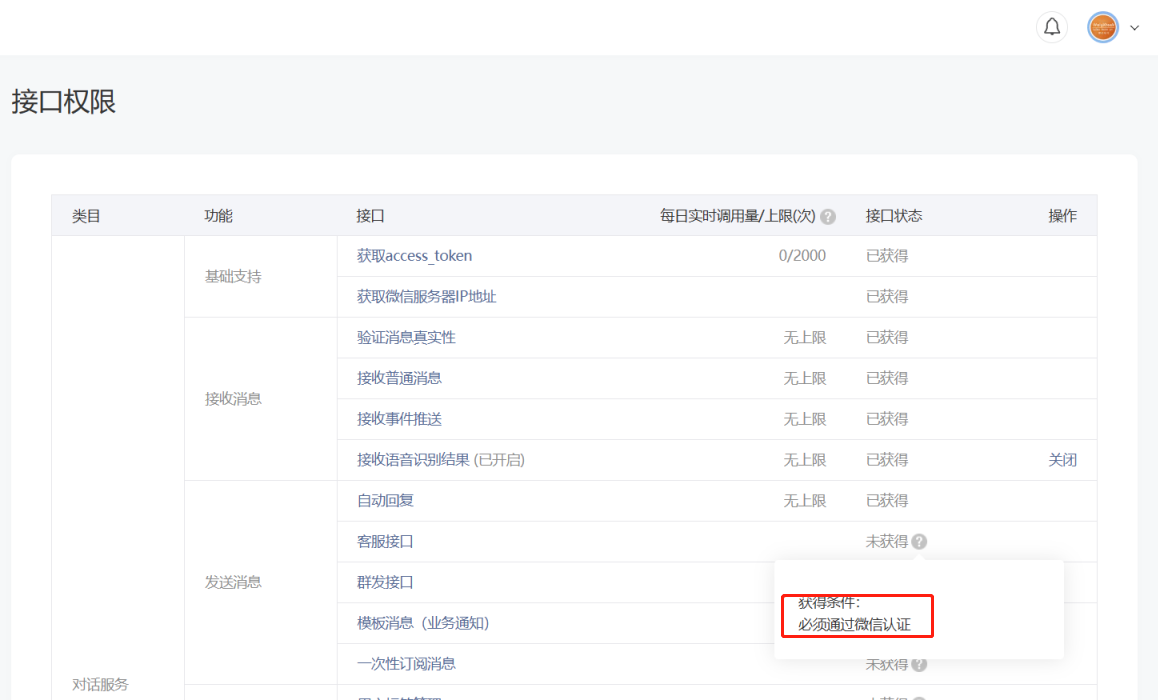 接口权限
类目 功能 接口 每日实时调用量/上限(次) ? 接口状态 操作
对话服务
基础支持
获取access_token 0/2000 已获得
获取微信服务器IP地址 已获得
接收消息
验证消息真实性 无上限 已获得
接收普通消息 无上限 已获得
接收事件推送 无上限 已获得
接收语音识别结果 (已开启) 无上限 已获得 关闭
发送消息
自动回复 无上限 已获得
客服接口 未获得 ?
群发接口
获得条件：
必须通过微信认证
模板消息（业务通知）
一次性订阅消息 未获得 ?